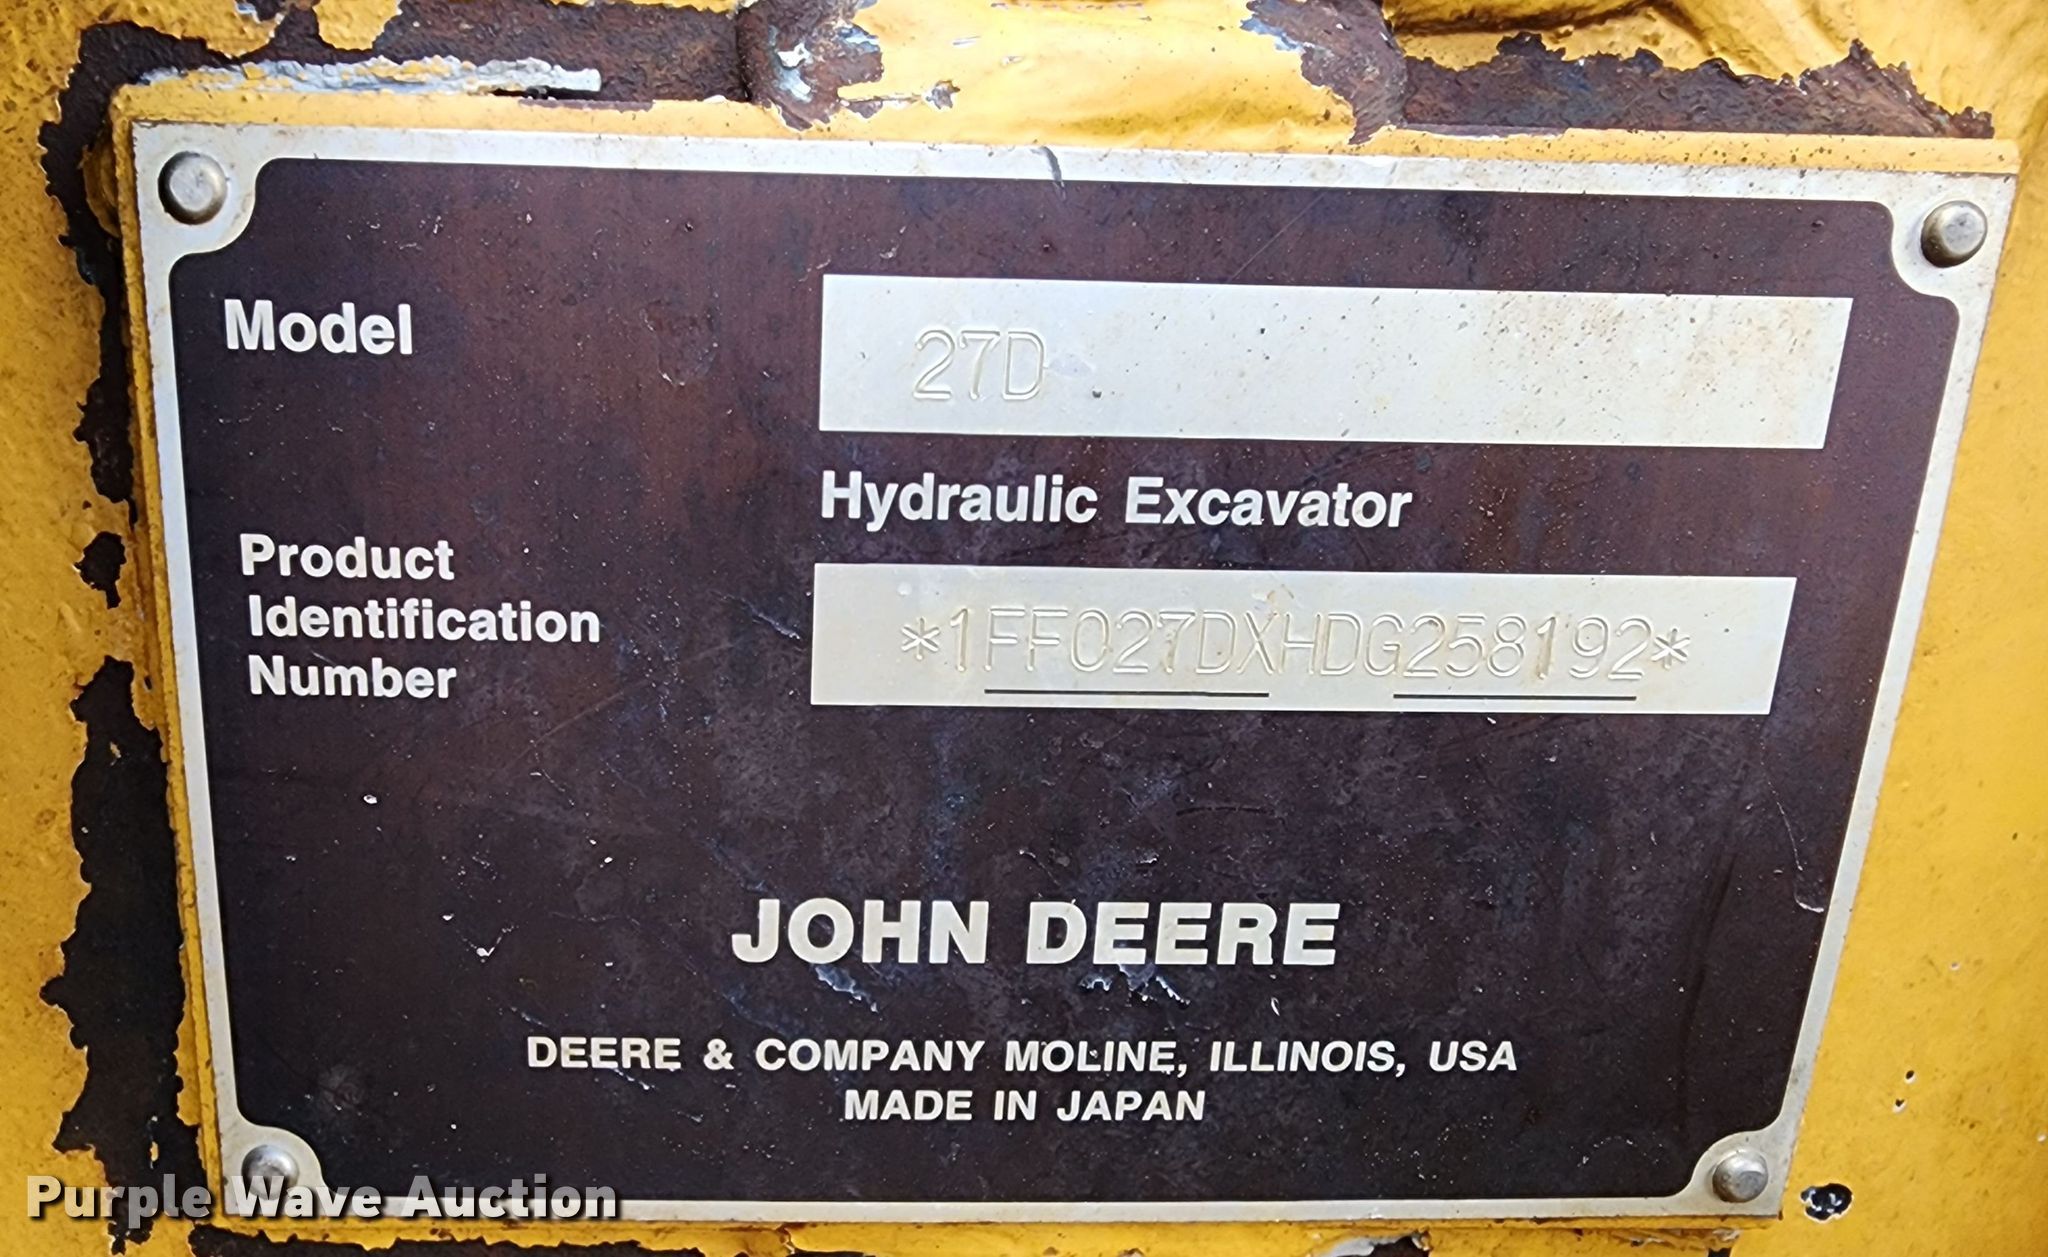 Model
27D
Hydraulic Excavator
Product
Identification
Number
*1FF027DXHDG258192*
JOHN DEERE
DEERE & COMPANY MOLINE, ILLINOIS, USA
MADE IN JAPAN
Purple Wave Auction